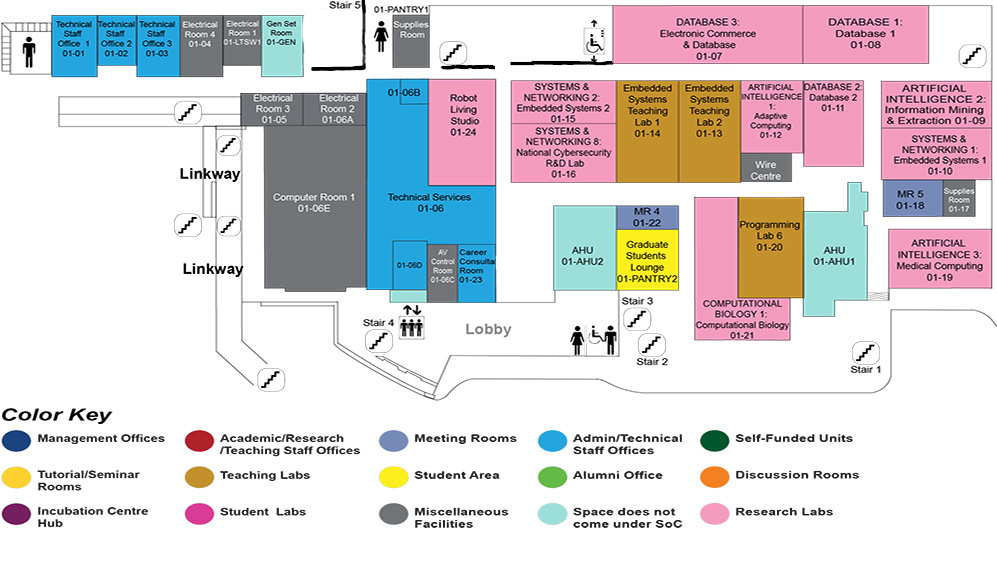 Stair 5
01-PANTRY1
Supplies
Room
Technical
Staff
Office 1
01-01
Technical
Staff
Office 2
01-02
Technical
Staff
Office 3
01-03
Electrical
Room 4
01-04
Electrical
Room 1
01-LTSW1
Gen Set
Room
01-GEN
DATABASE 3:
Electronic Commerce
& Database
01-07
DATABASE 1:
Database 1
01-08
Electrical
Room 3
01-05
Electrical
Room 2
01-06A
01-06B
Robot
Living
Studio
01-24
SYSTEMS &
NETWORKING 2:
Embedded Systems 2
01-15
SYSTEMS &
NETWORKING 8:
National Cybersecurity
R&D Lab
01-16
Embedded
Systems
Teaching
Lab 1
01-14
Embedded
Systems
Teaching
Lab 2
01-13
ARTIFICIAL
INTELLIGENCE
1:
Adaptive
Computing
01-12
Wire
Centre
DATABASE 2:
Database 2
01-11
ARTIFICIAL
INTELLIGENCE 2:
Information Mining
& Extraction 01-09
SYSTEMS &
NETWORKING 1:
Embedded Systems 1
01-10
MR 5
01-18
Supplies
Room
01-17
Linkway
Linkway
Computer Room 1
01-06E
Technical Services
01-06
01-06D
AV
Control
Room
01-06C
Career
Consulta
Room
01-23
AHU
01-AHU2
MR 4
01-22
Graduate
Students
Lounge
01-PANTRY2
Programming
Lab 6
01-20
COMPUTATIONAL
BIOLOGY 1:
Computational Biology
01-21
AHU
01-AHU1
ARTIFICIAL
INTELLIGENCE 3:
Medical Computing
01-19
Stair 4
Lobby
Stair 3
Stair 2
Stair 1
Color Key
Management Offices
Academic/Research
/Teaching Staff Offices
Meeting Rooms
Admin/Technical
Staff Offices
Self-Funded Units
Tutorial/Seminar
Rooms
Teaching Labs
Student Area
Alumni Office
Discussion Rooms
Incubation Centre
Hub
Student Labs
Miscellaneous
Facilities
Space does not
come under SoC
Research Labs